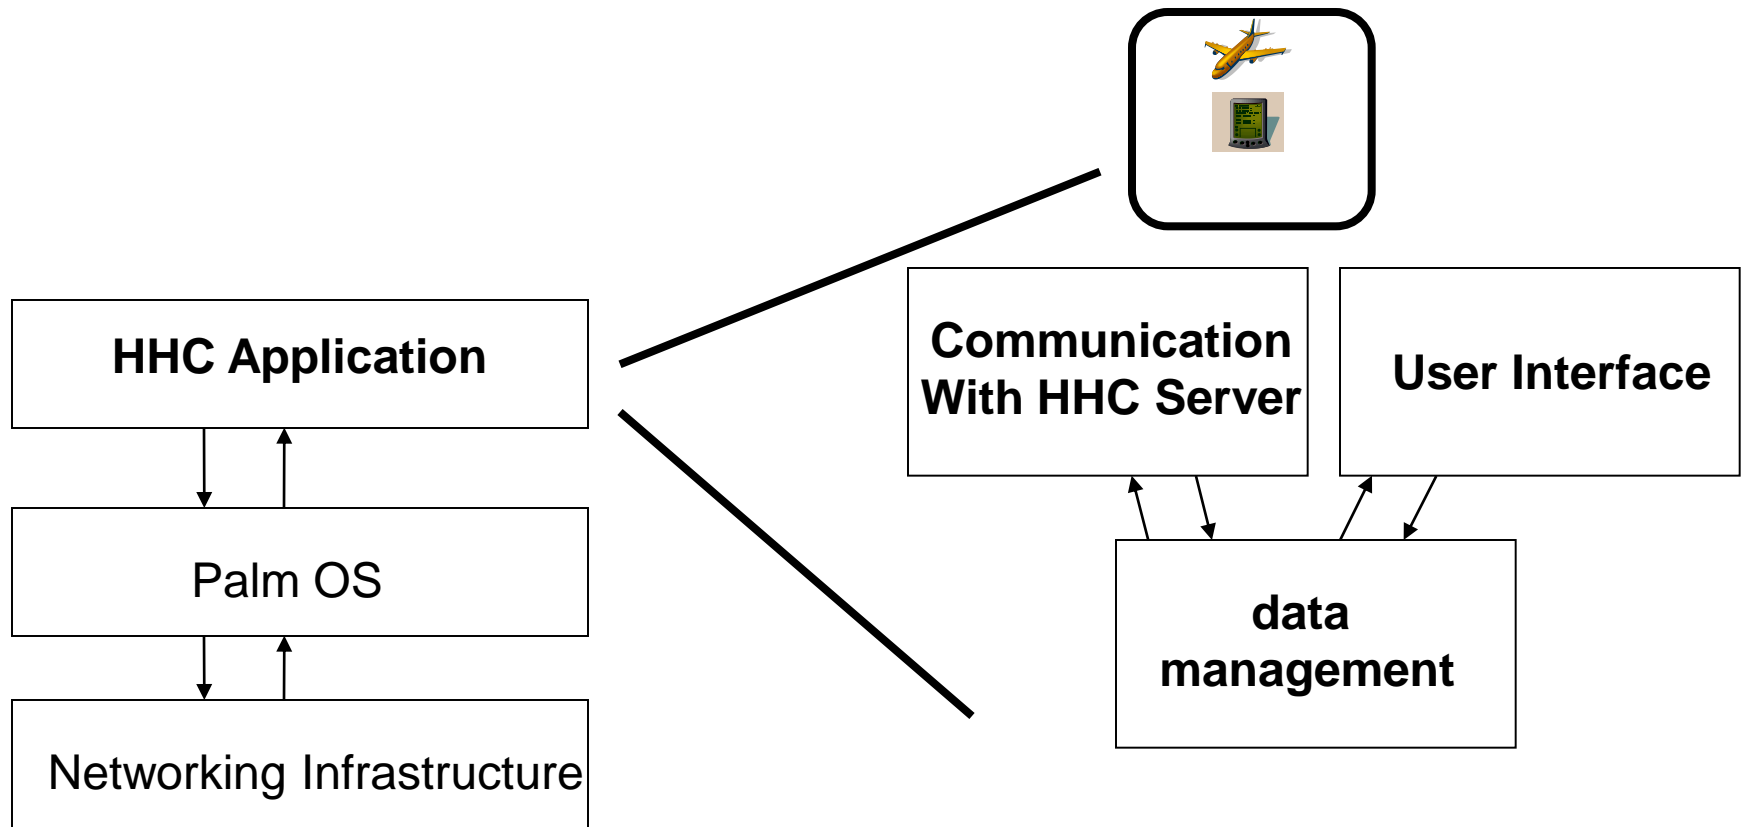 HHC Application
Palm OS
Networking Infrastructure
Communication
With HHC Server
User Interface
data
management